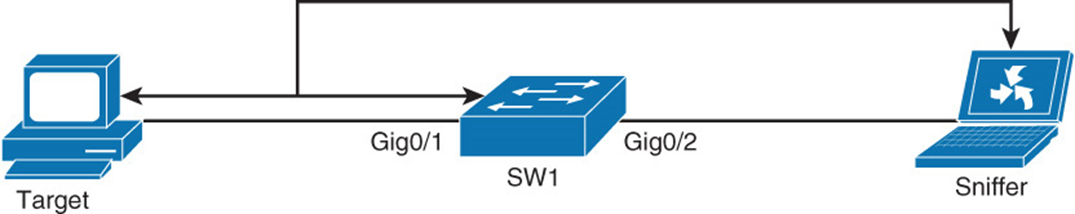 Gig0/1
Gig0/2
SW1
Target
Sniffer